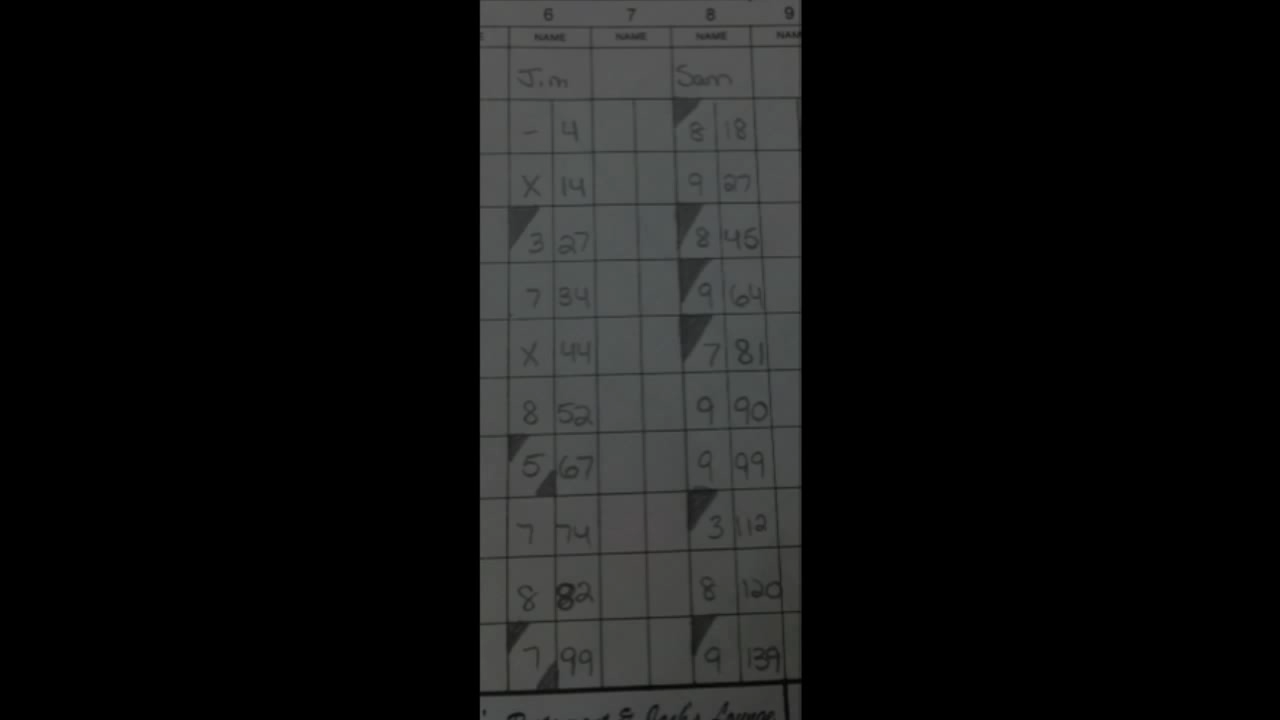 6 7 8 9
NAME NAME NAME NAM
Jim Sam
- 4 8 18
X 14 9 27
3 27 8 45
7 34 9 64
X 44 7 81
8 52 9 90
5 67 9 99
7 74 3 112
8 82 8 120
7 99 9 139